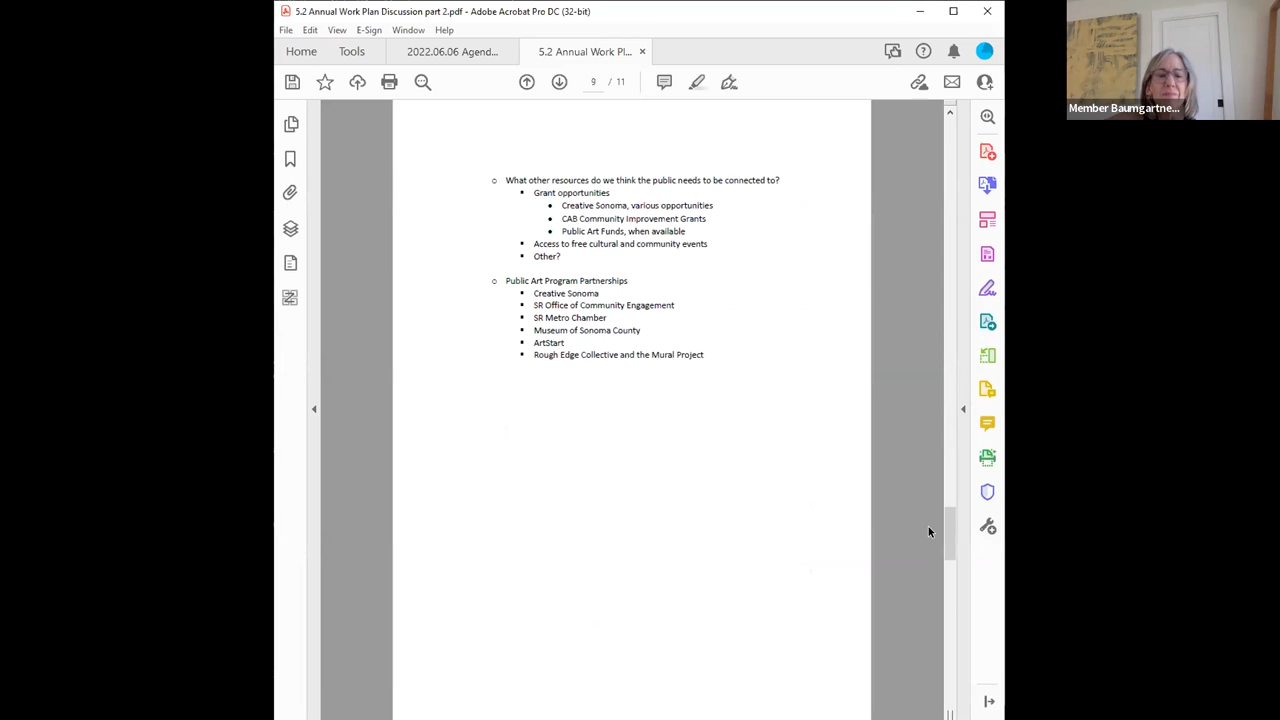 5.2 Annual Work Plan Discussion part 2.pdf - Adobe Acrobat Pro DC (32-bit)
File Edit View E-Sign Window Help
Home Tools 2022.06.06 Agend... 5.2 Annual Work Pl... ×
9 / 11
Member Baumgartne...
o What other resources do we think the public needs to be connected to?
▪ Grant opportunities
• Creative Sonoma, various opportunities
• CAB Community Improvement Grants
• Public Art Funds, when available
▪ Access to free cultural and community events
▪ Other?
o Public Art Program Partnerships
▪ Creative Sonoma
▪ SR Office of Community Engagement
▪ SR Metro Chamber
▪ Museum of Sonoma County
▪ ArtStart
▪ Rough Edge Collective and the Mural Project